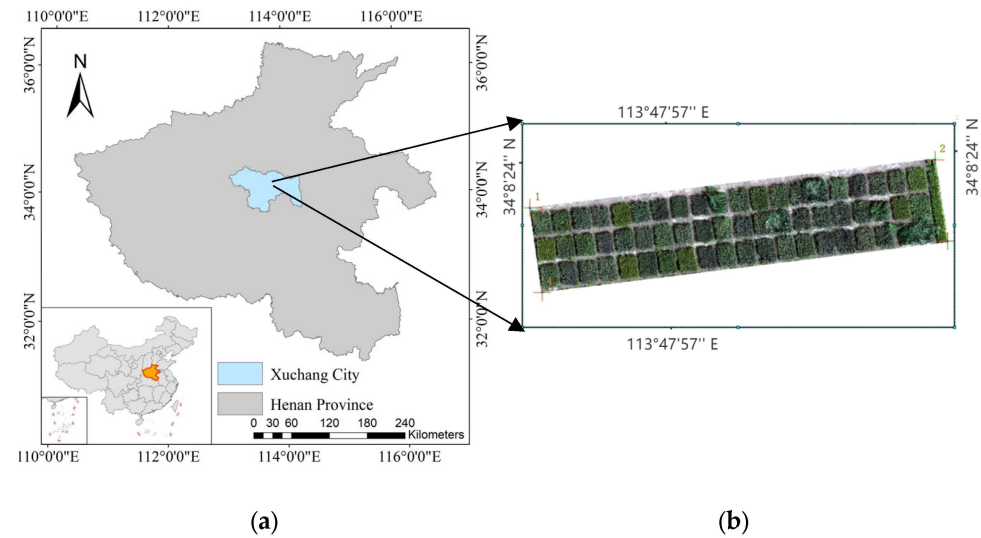 110°0'0"E 112°0'0"E 114°0'0"E 116°0'0"E
36°0'0"N
34°0'0"N
32°0'0"N
N
36°0'0"N
34°0'0"N
32°0'0"N
Xuchang City
Henan Province
0 30 60 120 180 240
Kilometers
110°0'0"E 112°0'0"E 114°0'0"E 116°0'0"E
113°47'57'' E
34°8'24'' N
34°8'24'' N
1
2
113°47'57'' E
(a)
(b)